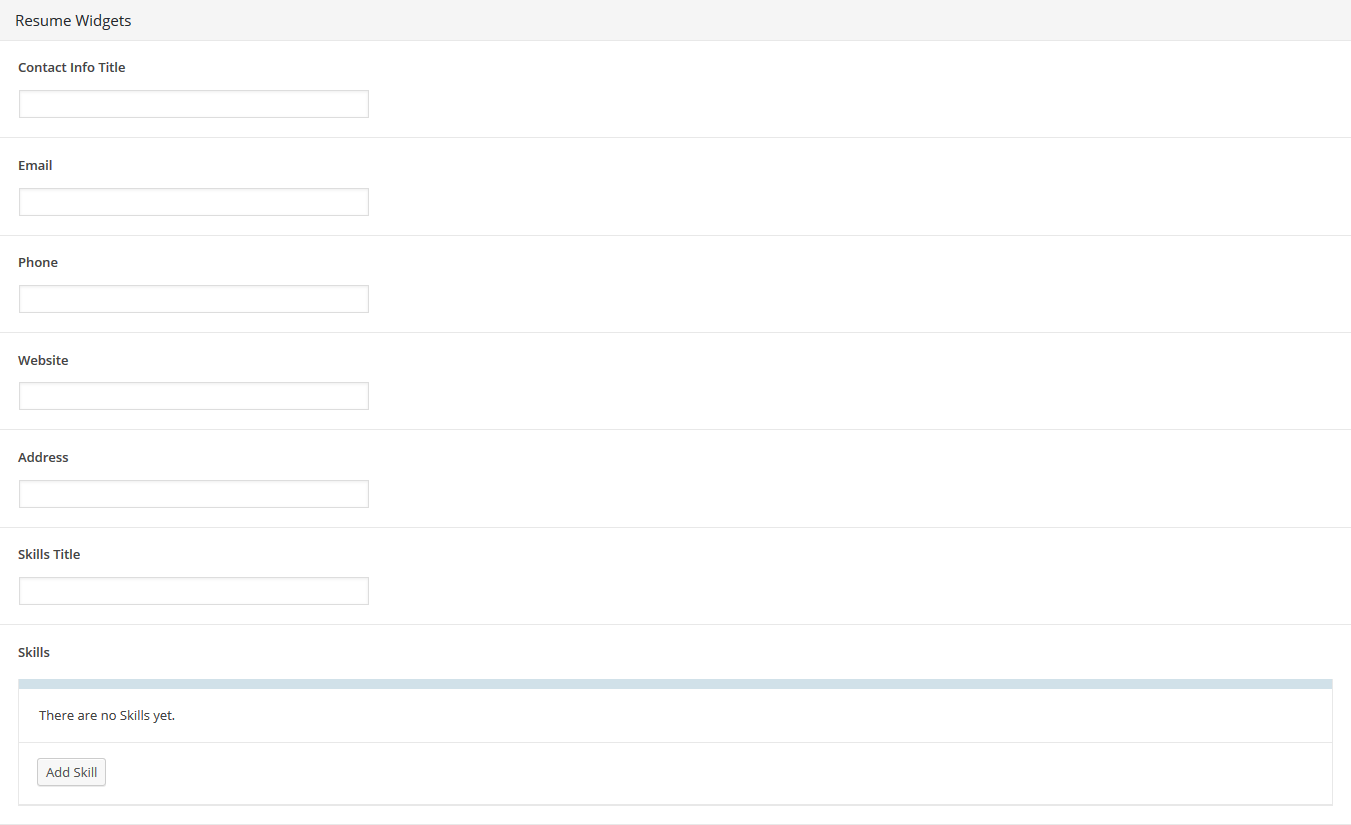 Resume Widgets
Contact Info Title
Email
Phone
Website
Address
Skills Title
Skills
There are no Skills yet.
Add Skill